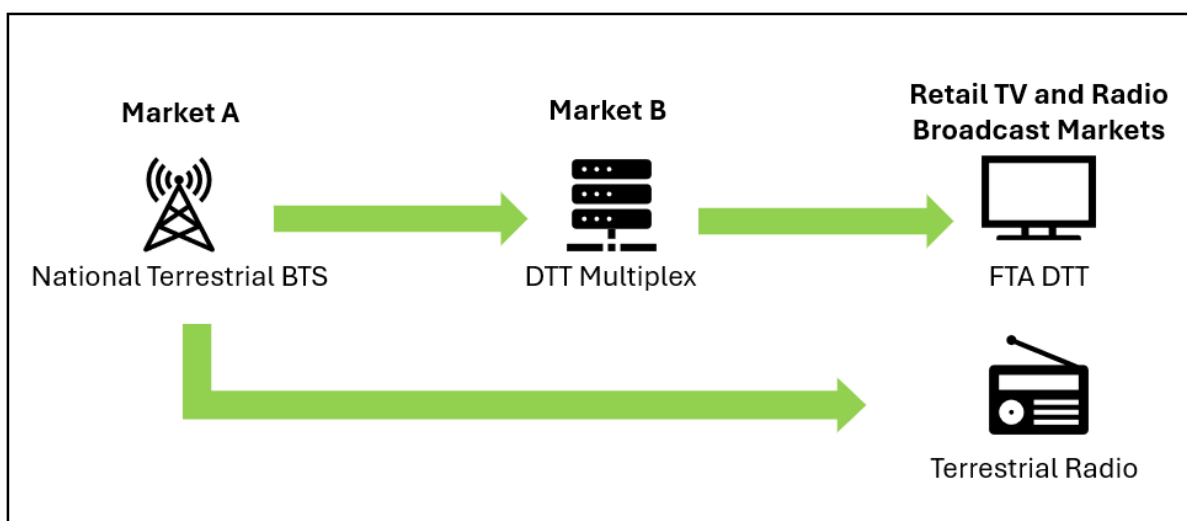 Market A
National Terrestrial BTS
Market B
DTT Multiplex
Retail TV and Radio
Broadcast Markets
FTA DTT
Terrestrial Radio